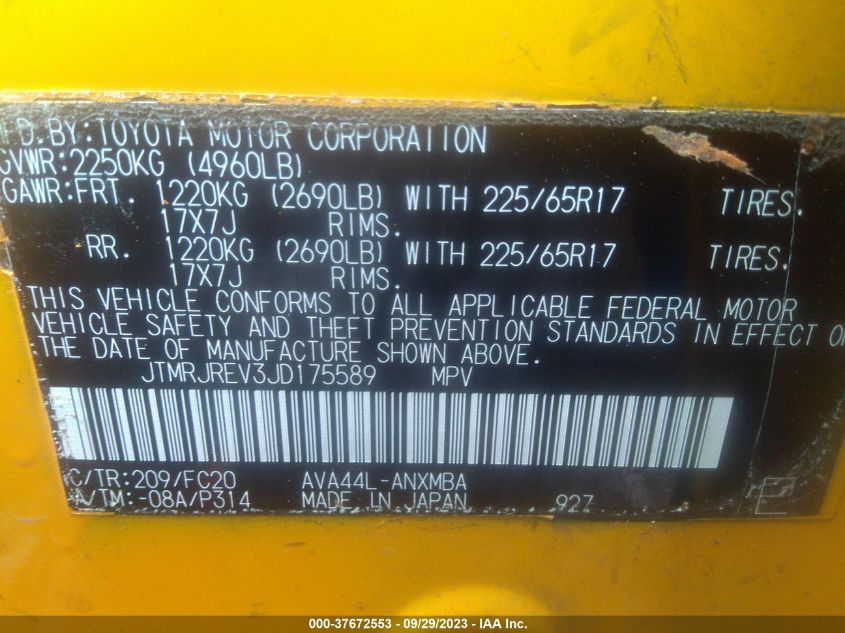 D.BY:TOYOTA MOTOR CORPORATION
GVWR:2250KG (4960LB)
GAWR:FRT. 1220KG (2690LB) WITH 225/65R17 TIRES.
17X7J RIMS.
RR. 1220KG (2690LB) WITH 225/65R17 TIRES.
17X7J RIMS.
THIS VEHICLE CONFORMS TO ALL APPLICABLE FEDERAL MOTOR
VEHICLE SAFETY AND THEFT PREVENTION STANDARDS IN EFFECT ON
THE DATE OF MANUFACTURE SHOWN ABOVE.
JTMRJREV3JD175589 MPV
C/TR:209/FC20 AVA44L-ANXMBA
A/TM:-08A/P314 MADE IN JAPAN 927
000-37672553 - 09/29/2023 - IAA Inc.